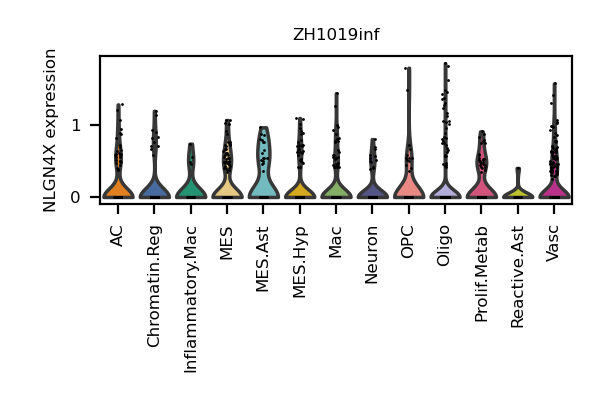 ZH1019inf
NLGN4X expression
1
0
AC
Chromatin.Reg
Inflammatory.Mac
MES
MES.Ast
MES.Hyp
Mac
Neuron
OPC
Oligo
Prolif.Metab
Reactive.Ast
Vasc